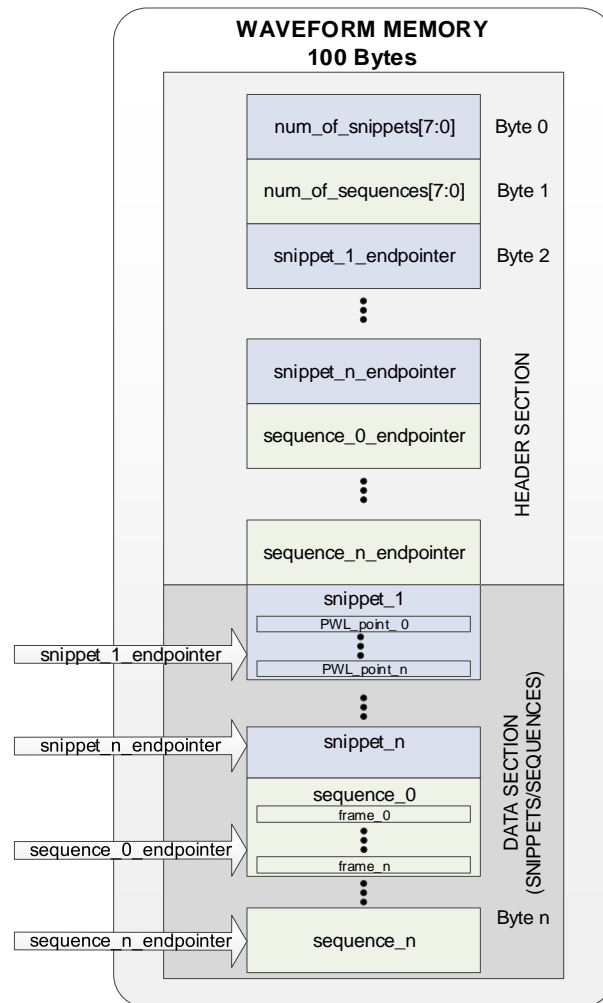 WAVEFORM MEMORY
100 Bytes
num_of_snippets[7:0]
Byte 0
num_of_sequences[7:0]
Byte 1
snippet_1_endpointer
Byte 2
snippet_n_endpointer
sequence_0_endpointer
HEADER SECTION
sequence_n_endpointer
snippet_1
PWL_point_ 0
snippet_1_endpointer
PWL_point_n
snippet_n_endpointer
snippet_n
DATA SECTION
(SNIPPETS/SEQUENCES)
sequence_0
frame_0
sequence_0_endpointer
frame_n
Byte n
sequence_n_endpointer
sequence_n